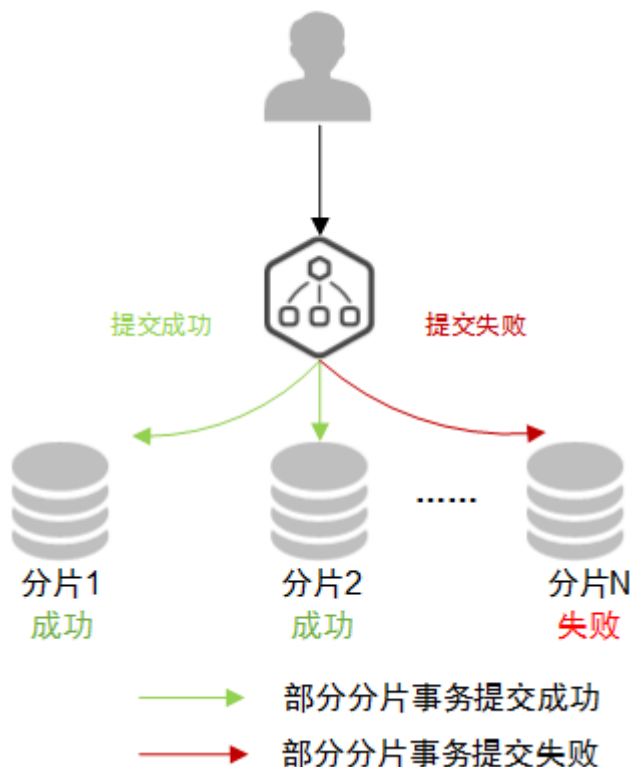 提交成功
提交失败
......
分片1
分片2
分片N
成功
成功
失败
部分分片事务提交成功
部分分片事务提交失败